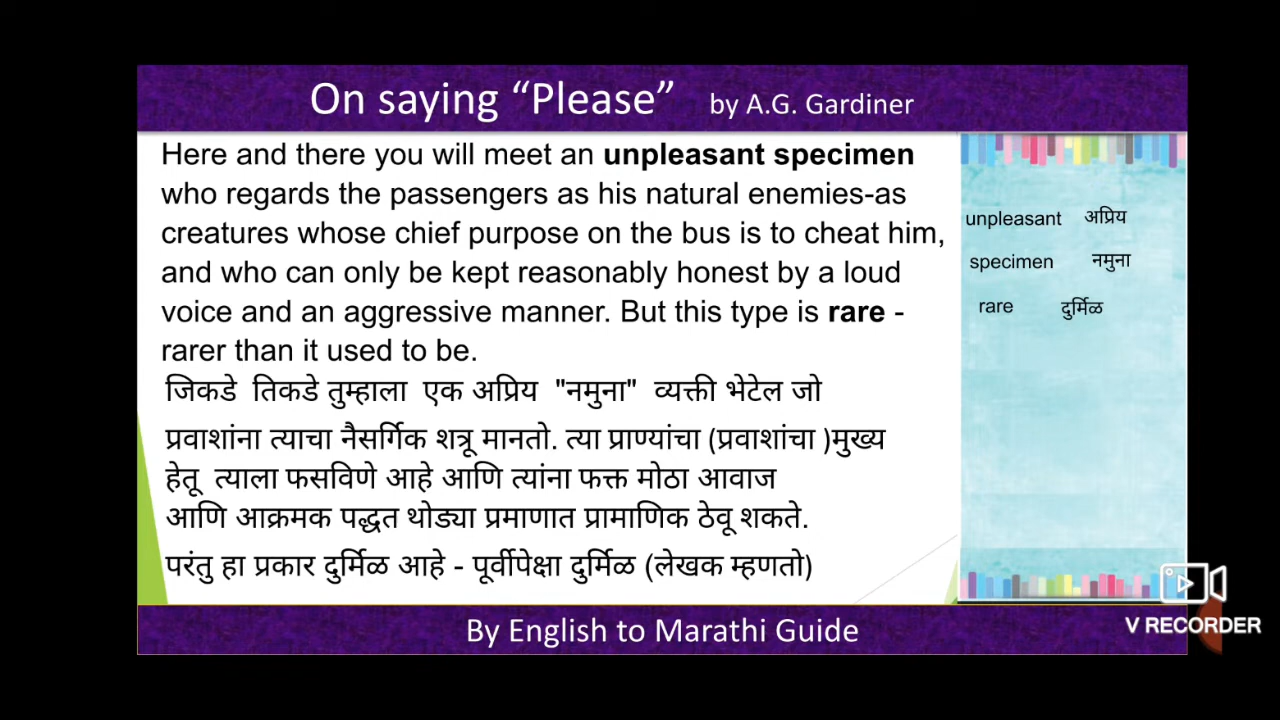 On saying “Please” by A.G. Gardiner
Here and there you will meet an unpleasant specimen
who regards the passengers as his natural enemies-as
creatures whose chief purpose on the bus is to cheat him,
and who can only be kept reasonably honest by a loud
voice and an aggressive manner. But this type is rare -
rarer than it used to be.
जिकडे तिकडे तुम्हाला एक अप्रिय "नमुना" व्यक्ती भेटेल जो
प्रवाशांना त्याचा नैसर्गिक शत्रू मानतो. त्या प्राण्यांचा (प्रवाशांचा )मुख्य
हेतू त्याला फसविणे आहे आणि त्यांना फक्त मोठा आवाज
आणि आक्रमक पद्धत थोड्या प्रमाणात प्रामाणिक ठेवू शकते.
परंतु हा प्रकार दुर्मिळ आहे - पूर्वीपेक्षा दुर्मिळ (लेखक म्हणतो)
unpleasant अप्रिय
specimen नमुना
rare दुर्मिळ
By English to Marathi Guide
V RECORDER